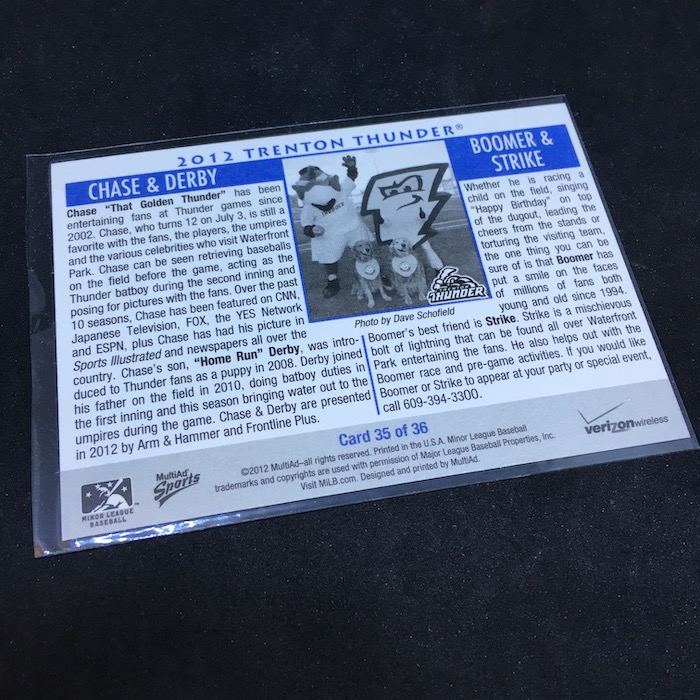 2012 TRENTON THUNDER®
CHASE & DERBY
Chase "That Golden Thunder" has been
entertaining fans at Thunder games since
2002. Chase, who turns 12 on July 3, is still a
favorite with the fans, the players, the umpires
and the various celebrities who visit Waterfront
Park. Chase can be seen retrieving baseballs
on the field before the game, acting as the
Thunder batboy during the second inning and
posing for pictures with the fans. Over the past
10 seasons, Chase has been featured on CNN,
Japanese Television, FOX, the YES Network
and ESPN, plus Chase has had his picture in
Sports Illustrated and newspapers all over the
country. Chase's son, "Home Run" Derby, was intro-
duced to Thunder fans as a puppy in 2008. Derby joined
his father on the field in 2010, doing batboy duties in
the first inning and this season bringing water out to the
umpires during the game. Chase & Derby are presented
in 2012 by Arm & Hammer and Frontline Plus.
THUNDER
Photo by Dave Schofield
BOOMER &
STRIKE
Whether he is racing a
child on the field, singing
"Happy Birthday" on top
of the dugout, leading the
cheers from the stands or
torturing the visiting team,
the one thing you can be
sure of is that Boomer has
put a smile on the faces
of millions of fans both
young and old since 1994.
Boomer's best friend is Strike. Strike is a mischievous
bolt of lightning that can be found all over Waterfront
Park entertaining the fans. He also helps out with the
Boomer race and pre-game activities. If you would like
Boomer or Strike to appear at your party or special event,
call 609-394-3300.
Card 35 of 36
MINOR LEAGUE
BASEBALL
MultiAd
Sports
©2012 MultiAd–all rights reserved. Printed in the U.S.A. Minor League Baseball
trademarks and copyrights are used with permission of Major League Baseball Properties, Inc.
Visit MiLB.com. Designed and printed by MultiAd.
verizonwireless